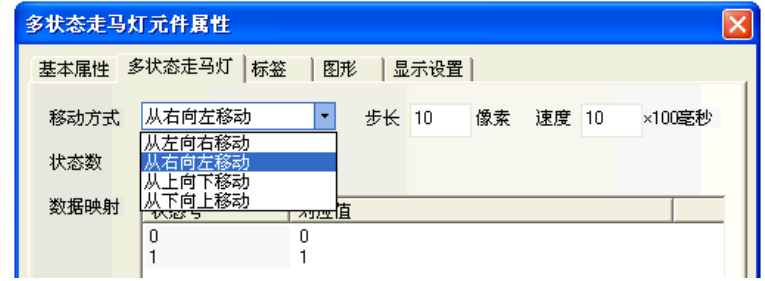 多状态走马灯元件属性
基本属性 多状态走马灯 标签 图形 显示设置
移动方式 从右向左移动 步长 10 像素 速度 10 ×100毫秒
从左向右移动
状态数 从右向左移动
从上向下移动
数据映射 从下向上移动
状态号 对应值
0 0
1 1